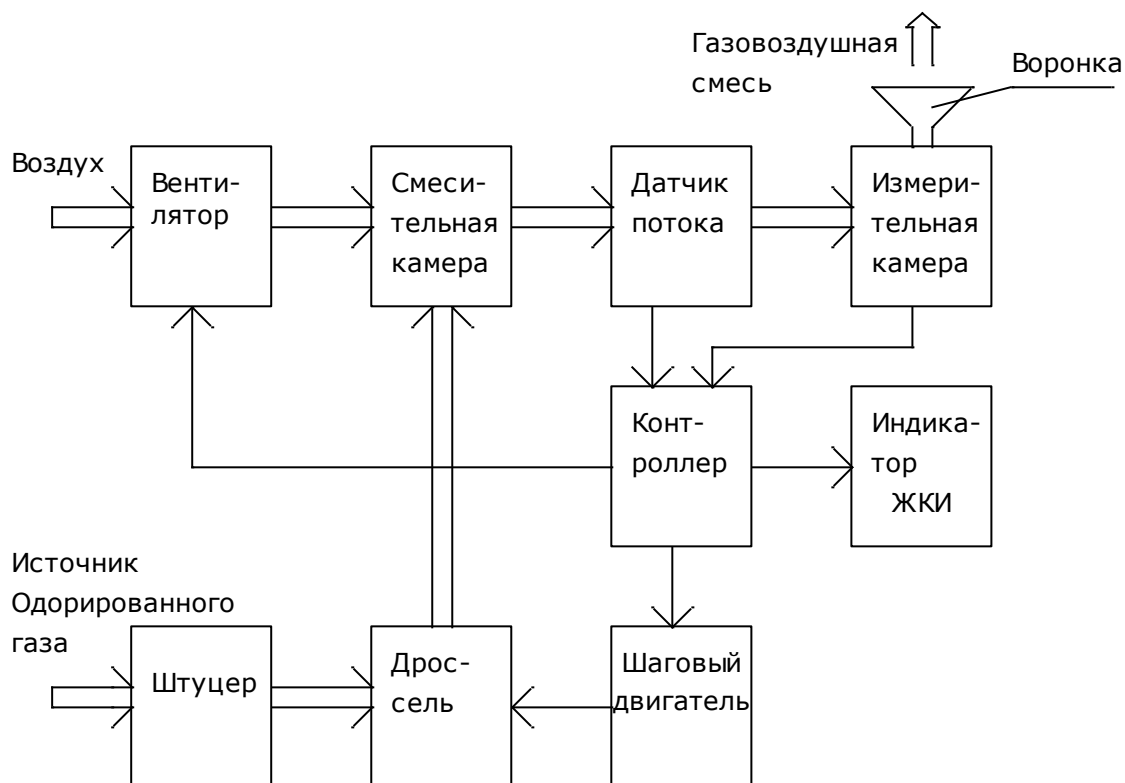 Газовоздушная
смесь
Воронка
Воздух
Венти-
лятор
Смеси-
тельная
камера
Датчик
потока
Измери-
тельная
камера
Конт-
роллер
Индика-
тор
ЖКИ
Источник
Одорированного
газа
Штуцер
Дрос-
сель
Шаговый
двигатель